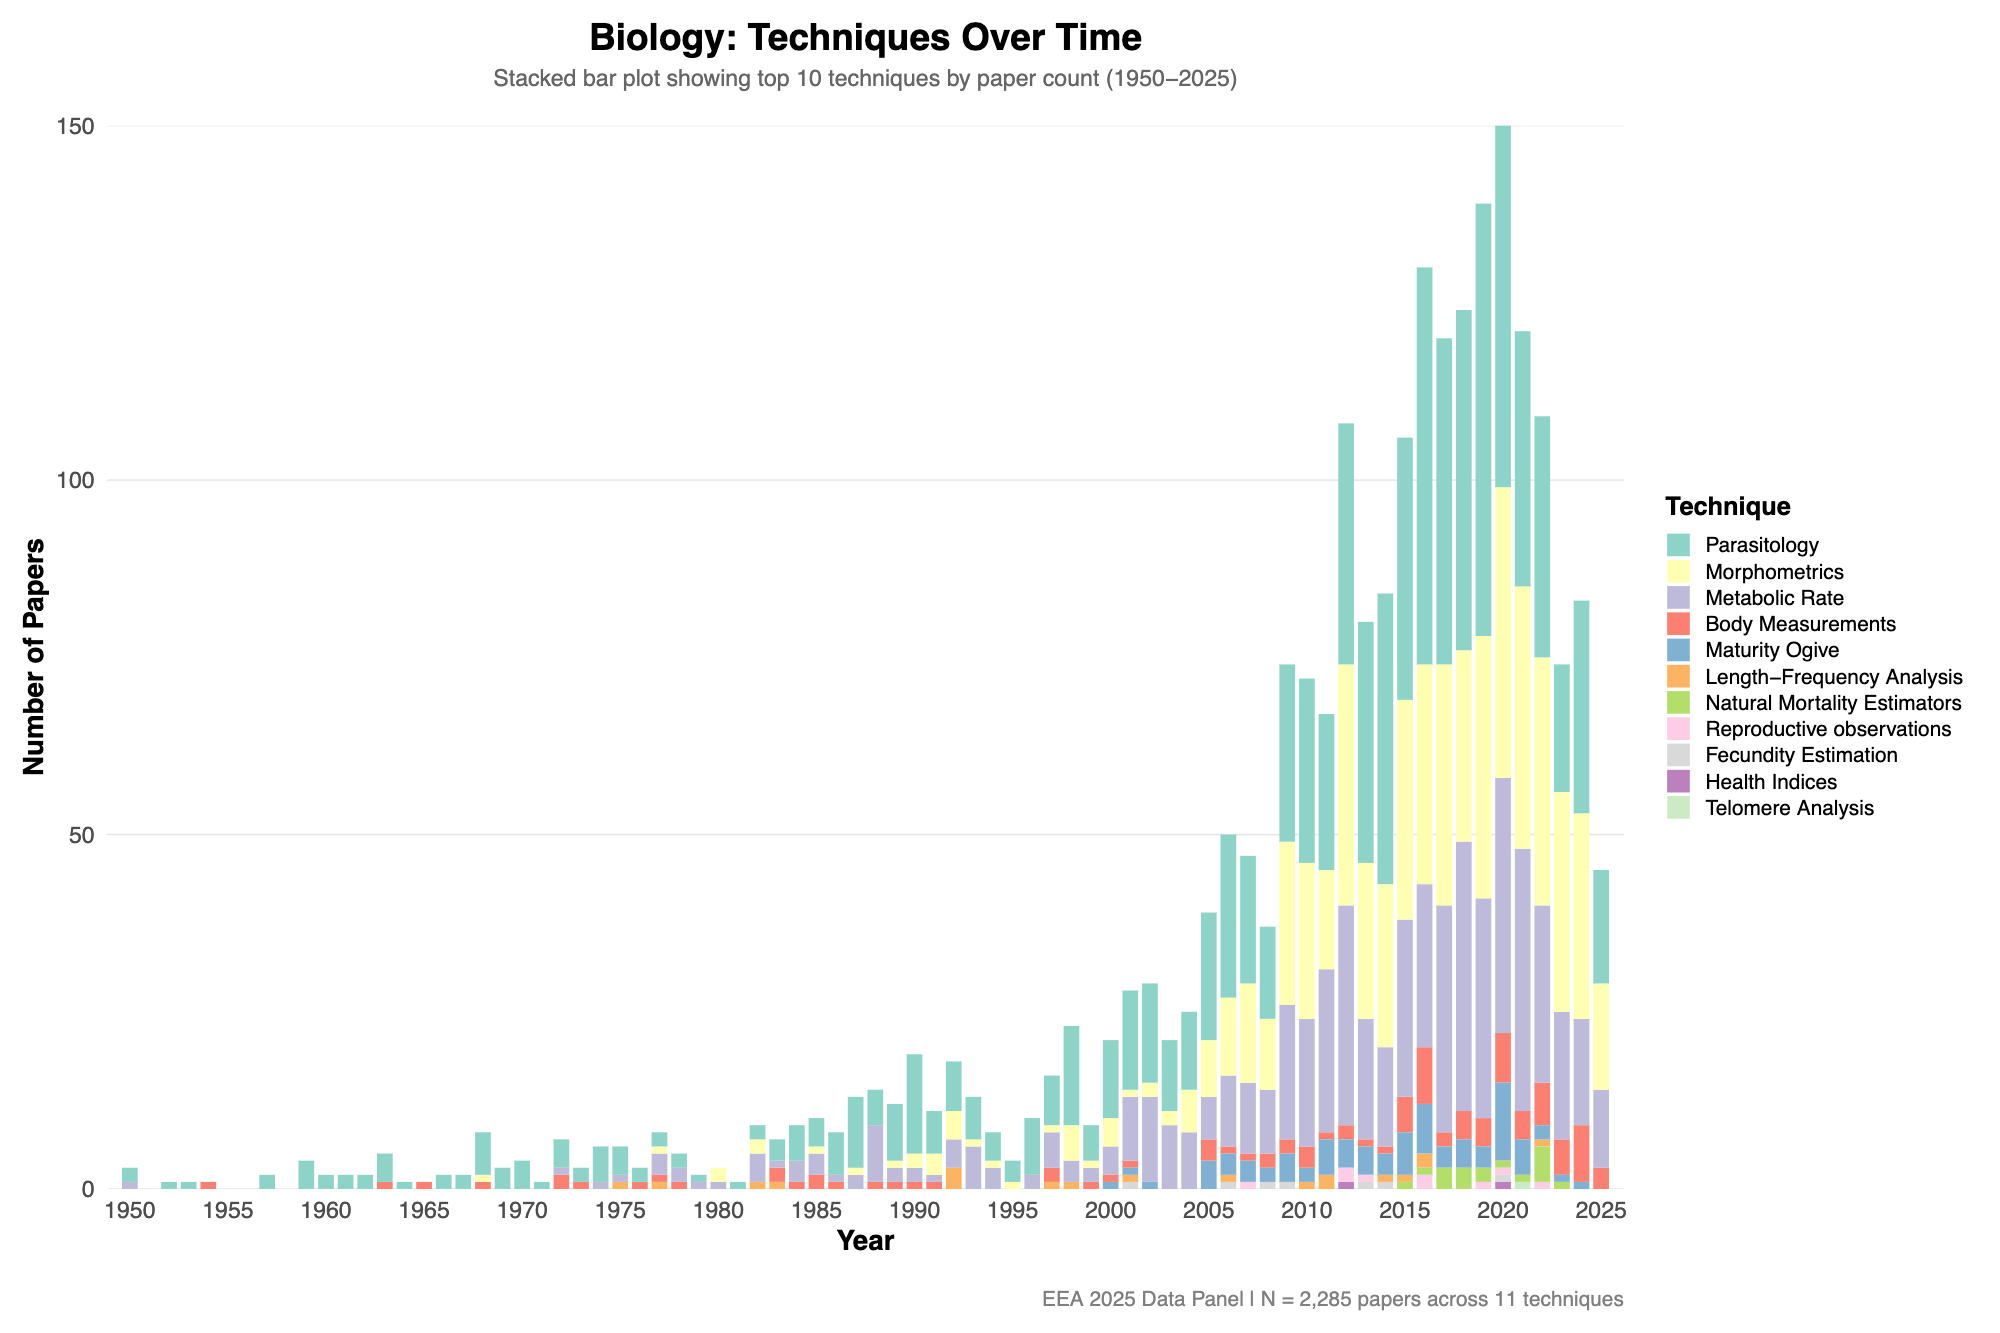 Biology: Techniques Over Time
Stacked bar plot showing top 10 techniques by paper count (1950–2025)
150
100
50
0
Number of Papers
1950 1955 1960 1965 1970 1975 1980 1985 1990 1995 2000 2005 2010 2015 2020 2025
Year
Technique
Parasitology
Morphometrics
Metabolic Rate
Body Measurements
Maturity Ogive
Length–Frequency Analysis
Natural Mortality Estimators
Reproductive observations
Fecundity Estimation
Health Indices
Telomere Analysis
EEA 2025 Data Panel | N = 2,285 papers across 11 techniques